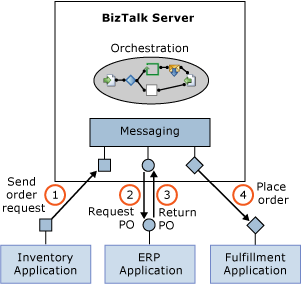 BizTalk Server
Orchestration
Messaging
Send
order
request
1
2
3
4
Place
order
Request
PO
Return
PO
Inventory
Application
ERP
Application
Fulfillment
Application